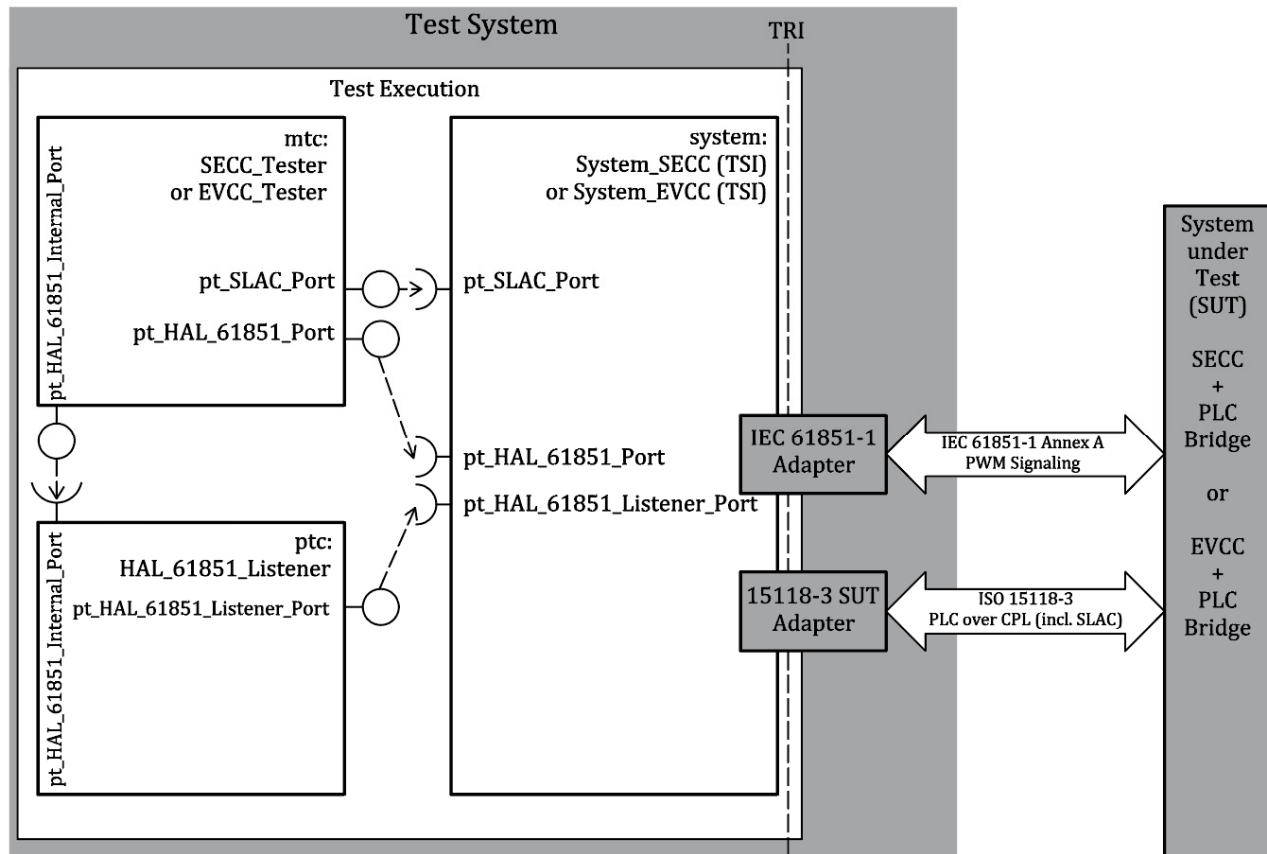 Test System
TRI
Test Execution
pt_HAL_61851_Internal_Port
mtc:
SECC_Tester
or EVCC_Tester
pt_SLAC_Port
pt_HAL_61851_Port
system:
System_SECC (TSI)
or System_EVCC (TSI)
pt_SLAC_Port
pt_HAL_61851_Port
pt_HAL_61851_Listener_Port
pt_HAL_61851_Internal_Port
ptc:
HAL_61851_Listener
pt_HAL_61851_Listener_Port
IEC 61851-1
Adapter
15118-3 SUT
Adapter
IEC 61851-1 Annex A
PWM Signaling
ISO 15118-3
PLC over CPL (incl. SLAC)
System
under
Test
(SUT)
SECC
+
PLC
Bridge
or
EVCC
+
PLC
Bridge